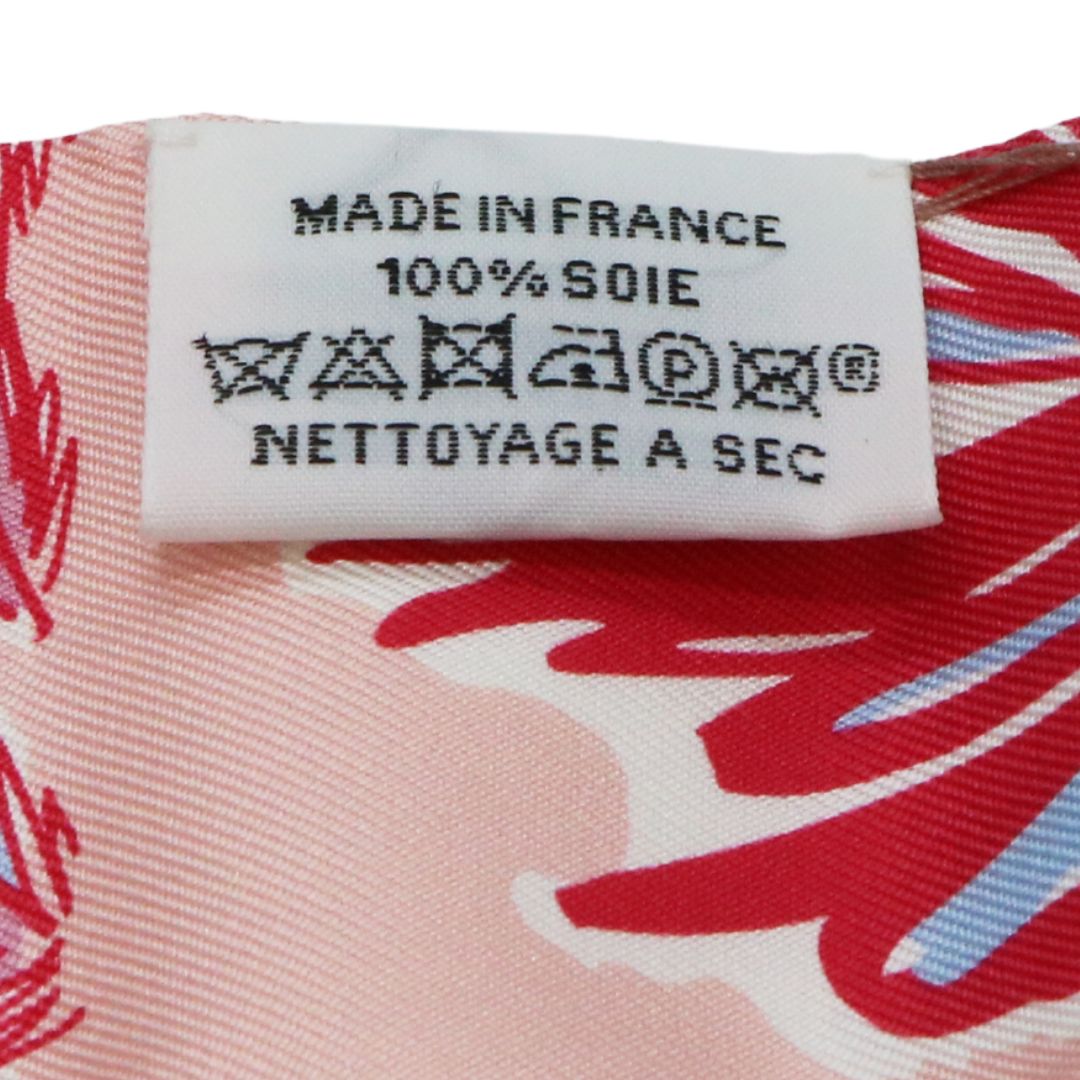 MADE IN FRANCE
100% SOIE
P ®
NETTOYAGE A SEC